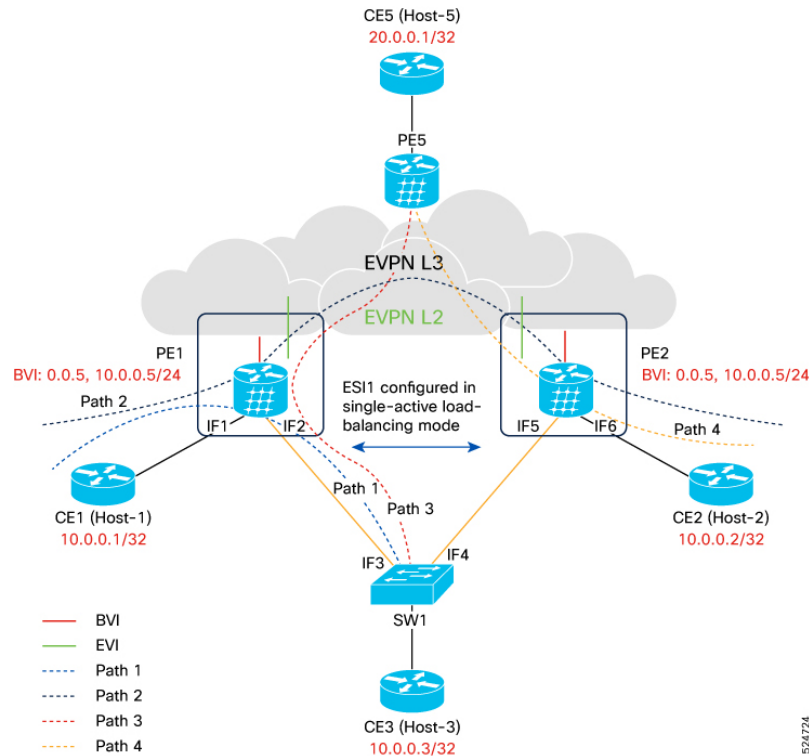 CE5 (Host-5)
20.0.0.1/32
PE5
EVPN L3
EVPN L2
PE1
BVI: 0.0.5, 10.0.0.5/24
PE2
BVI: 0.0.5, 10.0.0.5/24
ESI1 configured in
single-active load-
balancing mode
Path 2
IF1
IF2
IF5
IF6
Path 4
Path 1
Path 3
CE1 (Host-1)
10.0.0.1/32
CE2 (Host-2)
10.0.0.2/32
IF3
IF4
SW1
CE3 (Host-3)
10.0.0.3/32
BVI
EVI
Path 1
Path 2
Path 3
Path 4
524724